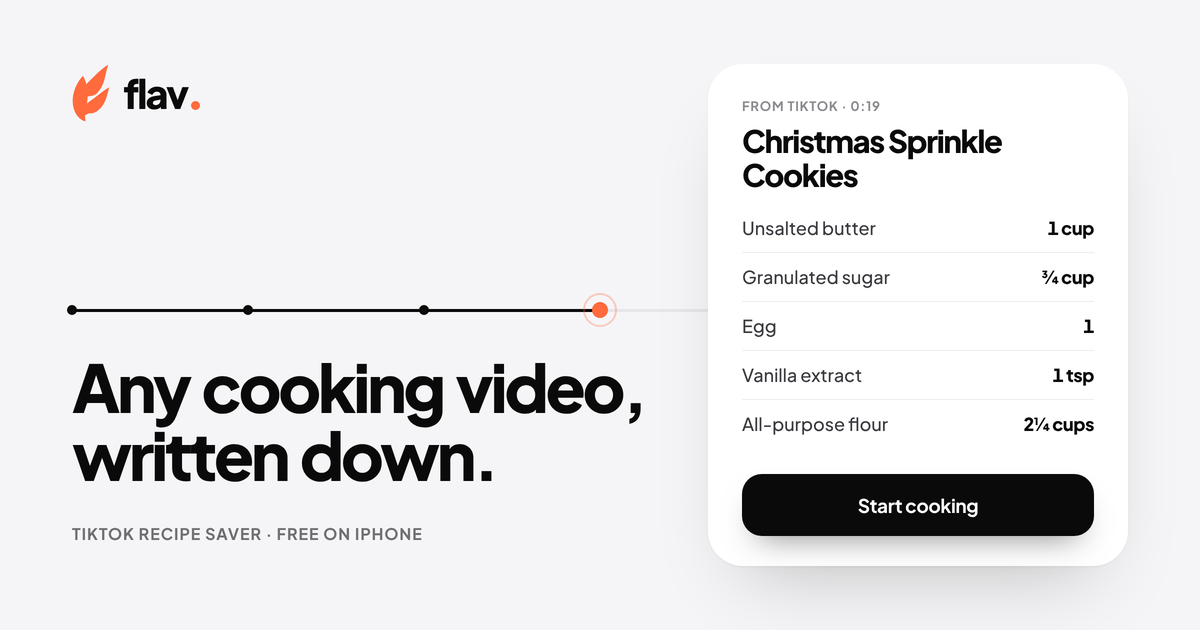 flav.
Any cooking video,
written down.
TIKTOK RECIPE SAVER · FREE ON IPHONE
FROM TIKTOK · 0:19
Christmas Sprinkle
Cookies
Unsalted butter 1 cup
Granulated sugar ¾ cup
Egg 1
Vanilla extract 1 tsp
All-purpose flour 2¼ cups
Start cooking